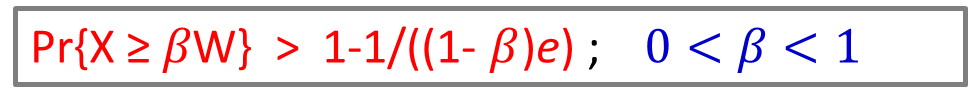 Pr{X ≥ 𝛽W} > 1-1/((1- 𝛽)e) ; 0 < 𝛽 < 1